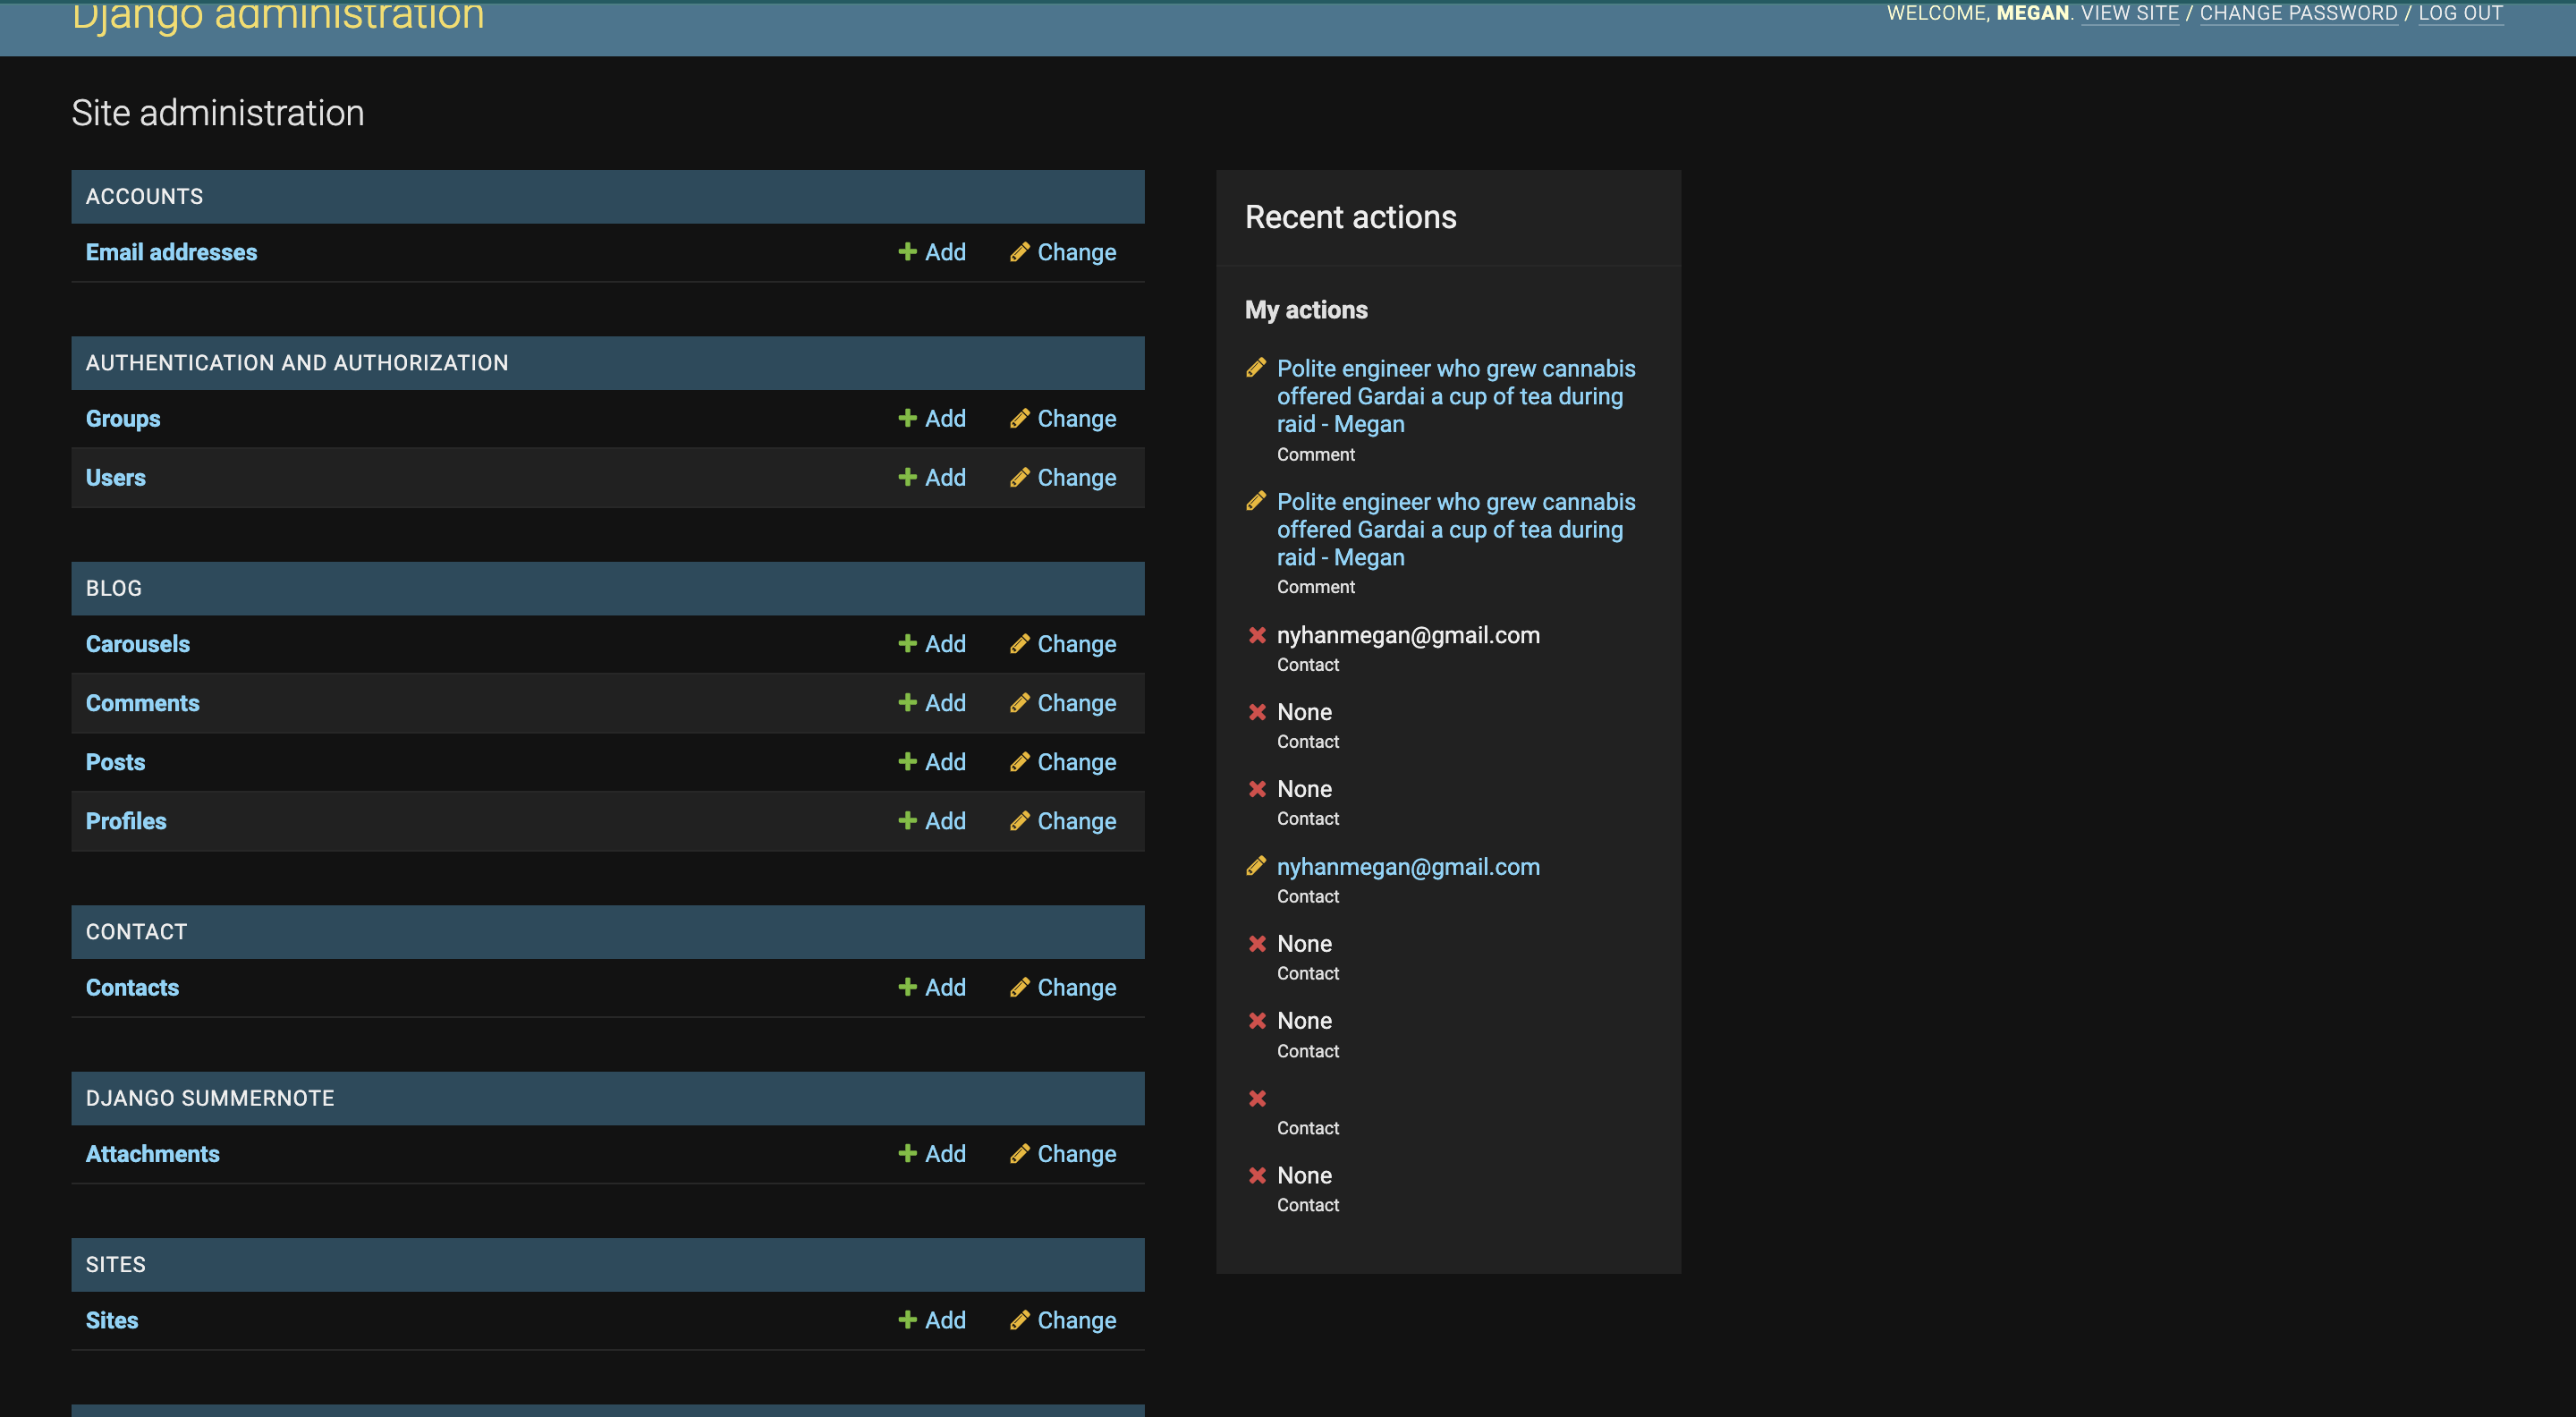 Django administration
WELCOME, MEGAN. VIEW SITE / CHANGE PASSWORD / LOG OUT
Site administration
ACCOUNTS
Email addresses Add Change
AUTHENTICATION AND AUTHORIZATION
Groups Add Change
Users Add Change
BLOG
Carousels Add Change
Comments Add Change
Posts Add Change
Profiles Add Change
CONTACT
Contacts Add Change
DJANGO SUMMERNOTE
Attachments Add Change
SITES
Sites Add Change
Recent actions
My actions
Polite engineer who grew cannabis
offered Gardai a cup of tea during
raid - Megan
Comment
Polite engineer who grew cannabis
offered Gardai a cup of tea during
raid - Megan
Comment
nyhanmegan@gmail.com
Contact
None
Contact
None
Contact
nyhanmegan@gmail.com
Contact
None
Contact
None
Contact
Contact
None
Contact